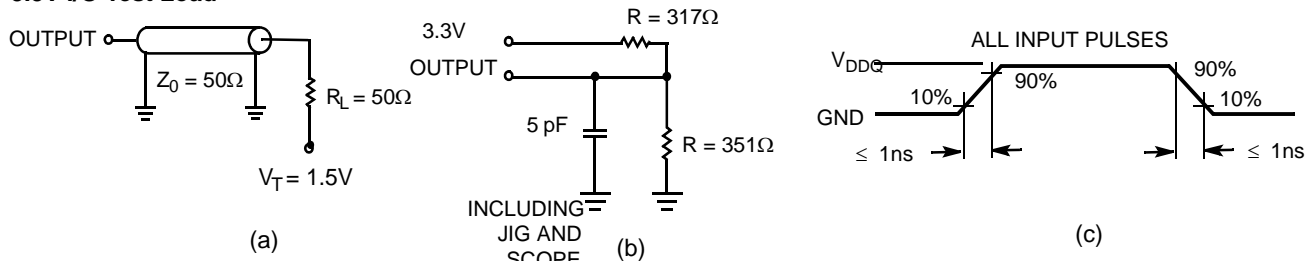 OUTPUT
Z0 = 50Ω
RL = 50Ω
VT = 1.5V
(a)
R = 317Ω
3.3V
OUTPUT
5 pF
R = 351Ω
INCLUDING
JIG AND
SCOPE
(b)
ALL INPUT PULSES
VDDQ
GND
10%
90%
90%
10%
≤ 1ns
≤ 1ns
(c)